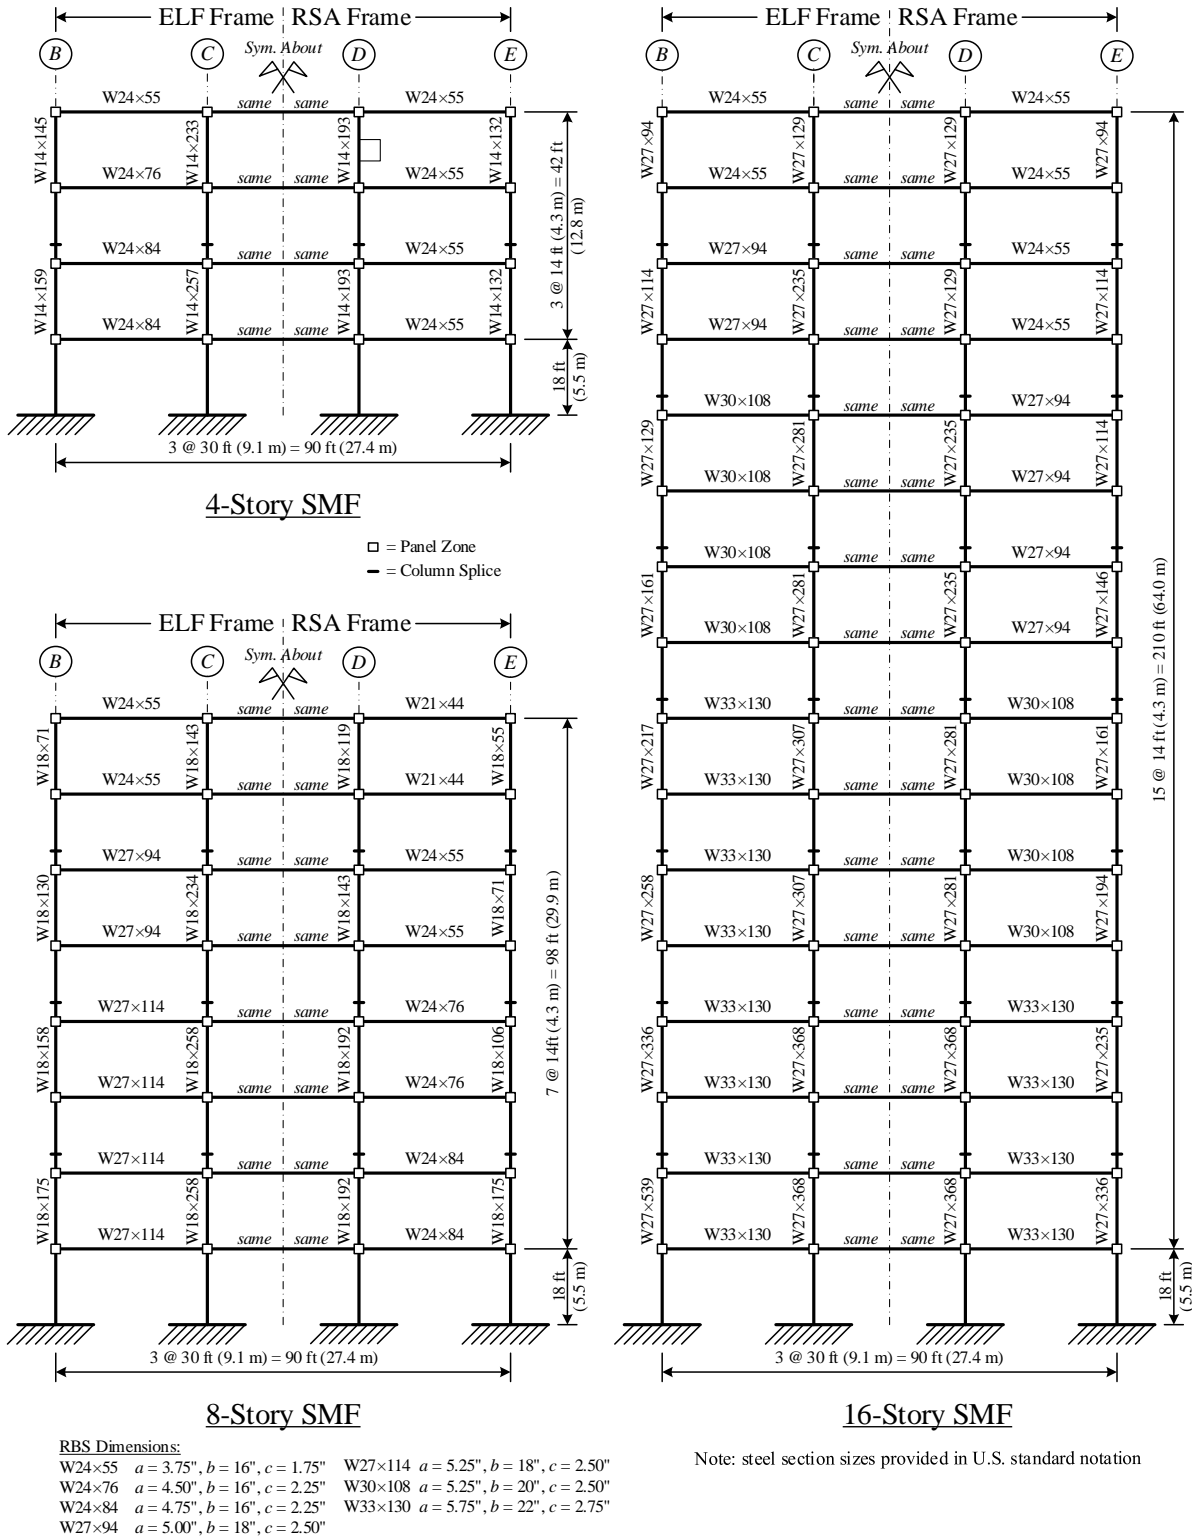 ELF Frame RSA Frame
B C Sym. About D E
W24×55 same same W24×55
W14×145 W14×233 W14×193 W14×132
W24×76 same same W24×55
W24×84 same same W24×55
W14×159 W14×257 W14×193 W14×132
W24×84 same same W24×55
3 @ 14 ft (4.3 m) = 42 ft
(12.8 m)
18 ft
(5.5 m)
3 @ 30 ft (9.1 m) = 90 ft (27.4 m)
4-Story SMF
= Panel Zone
= Column Splice
ELF Frame RSA Frame
B C Sym. About D E
W24×55 same same W21×44
W18×71 W18×143 W18×119 W18×55
W24×55 same same W21×44
W27×94 same same W24×55
W18×130 W18×234 W18×143 W18×71
W27×94 same same W24×55
W27×114 same same W24×76
W18×158 W18×258 W18×192 W18×106
W27×114 same same W24×76
W27×114 same same W24×84
W18×175 W18×258 W18×192 W18×175
W27×114 same same W24×84
7 @ 14ft (4.3 m) = 98 ft (29.9 m)
18 ft
(5.5 m)
3 @ 30 ft (9.1 m) = 90 ft (27.4 m)
8-Story SMF
RBS Dimensions:
W24×55 a = 3.75", b = 16", c = 1.75"
W24×76 a = 4.50", b = 16", c = 2.25"
W24×84 a = 4.75", b = 16", c = 2.25"
W27×94 a = 5.00", b = 18", c = 2.50"
W27×114 a = 5.25", b = 18", c = 2.50"
W30×108 a = 5.25", b = 20", c = 2.50"
W33×130 a = 5.75", b = 22", c = 2.75"
ELF Frame RSA Frame
B C Sym. About D E
W24×55 same same W24×55
W27×94 W27×129 W27×129 W27×94
W24×55 same same W24×55
W27×94 same same W24×55
W27×114 W27×235 W27×129 W27×114
W27×94 same same W24×55
W30×108 same same W27×94
W27×129 W27×281 W27×235 W27×114
W30×108 same same W27×94
W30×108 same same W27×94
W27×161 W27×281 W27×235 W27×146
W30×108 same same W27×94
W33×130 same same W30×108
W27×217 W27×307 W27×281 W27×161
W33×130 same same W30×108
W33×130 same same W30×108
W27×258 W27×307 W27×281 W27×194
W33×130 same same W30×108
W33×130 same same W33×130
W27×336 W27×368 W27×368 W27×235
W33×130 same same W33×130
W33×130 same same W33×130
W27×539 W27×368 W27×368 W27×336
W33×130 same same W33×130
15 @ 14 ft (4.3 m) = 210 ft (64.0 m)
18 ft
(5.5 m)
3 @ 30 ft (9.1 m) = 90 ft (27.4 m)
16-Story SMF
Note: steel section sizes provided in U.S. standard notation